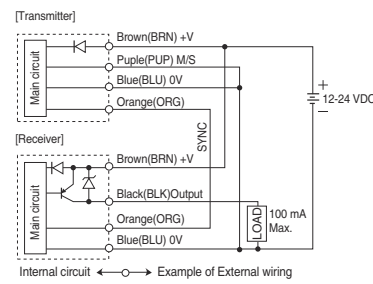 [Transmitter]
Brown(BRN) +V
Puple(PUP) M/S
Blue(BLU) 0V
Orange(ORG)
Main circuit
12-24 VDC
SYNC
[Receiver]
Brown(BRN) +V
Black(BLK)Output
Orange(ORG)
Blue(BLU) 0V
Main circuit
LOAD
100 mA
Max.
Internal circuit
Example of External wiring